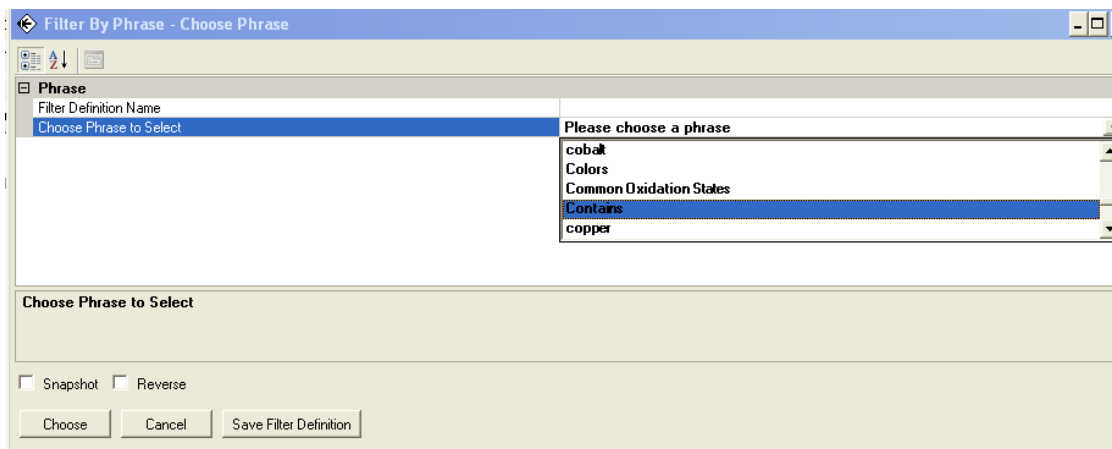 Filter By Phrase - Choose Phrase
A Z
Phrase
Filter Definition Name
Choose Phrase to Select Please choose a phrase
cobalt
Colors
Common Oxidation States
Contains
copper
Choose Phrase to Select
Snapshot Reverse
Choose Cancel Save Filter Definition